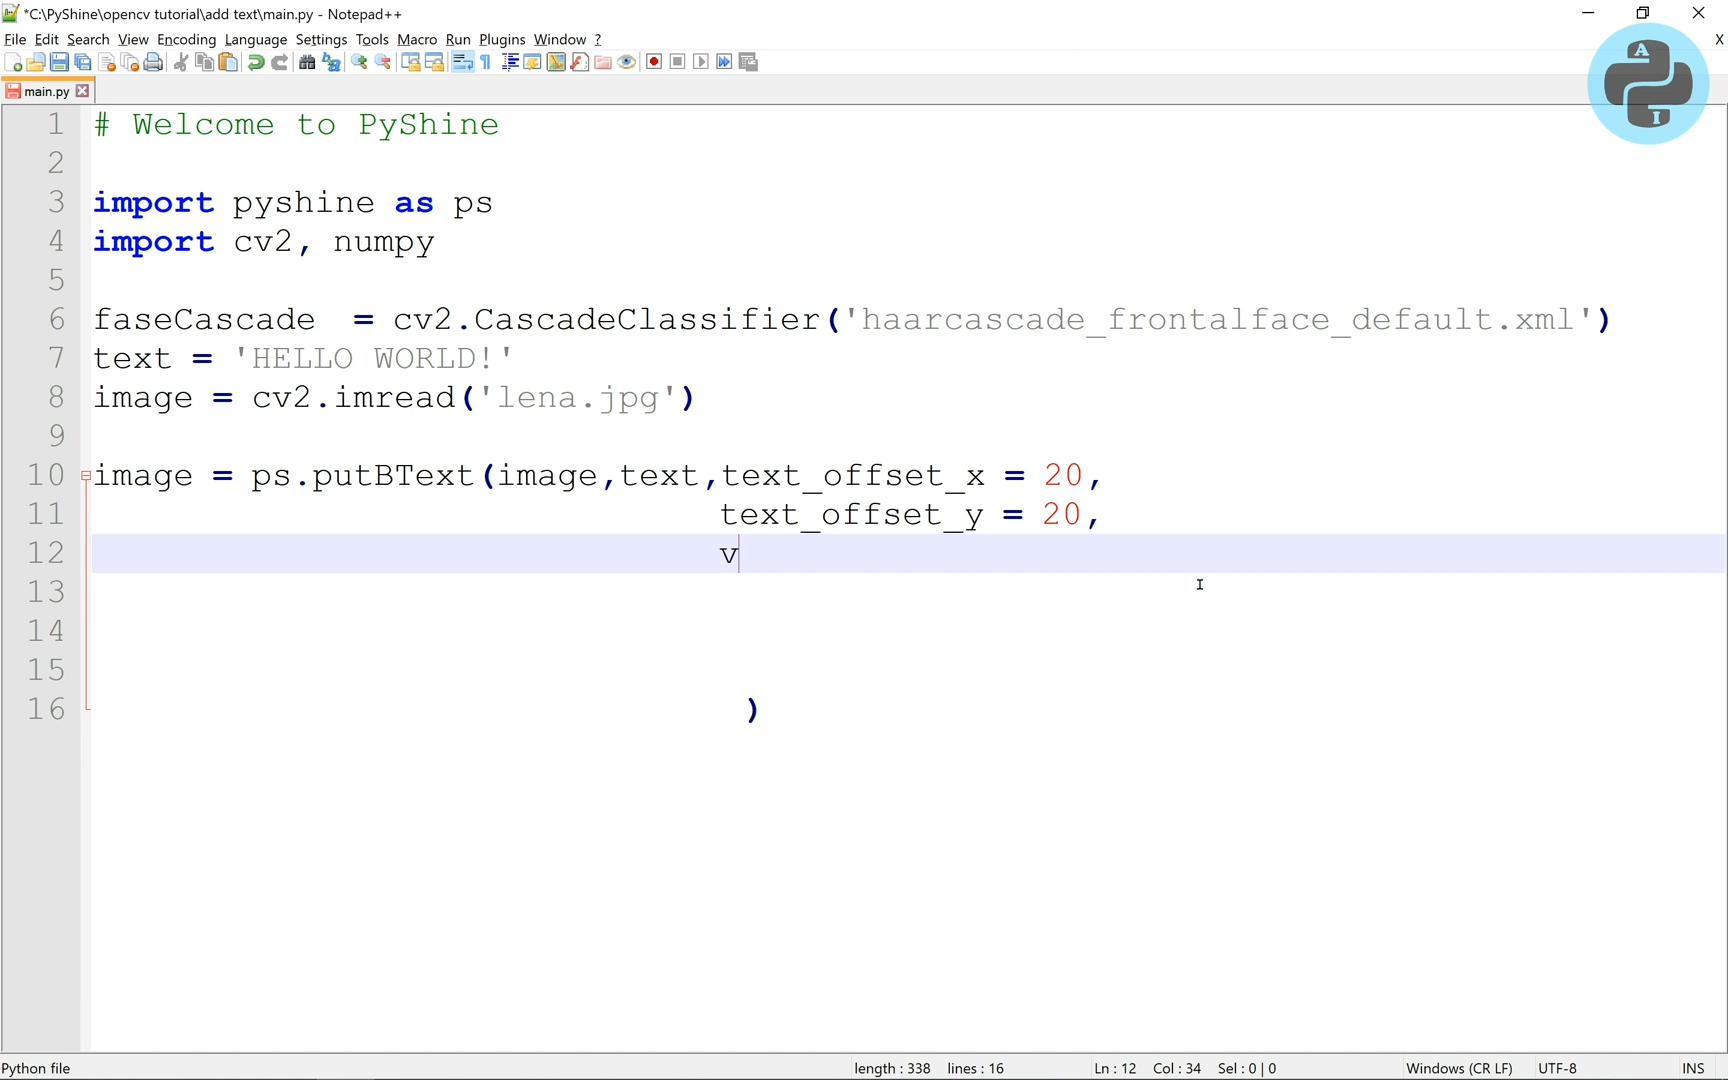 *C:\PyShine\opencv tutorial\add text\main.py - Notepad++
File Edit Search View Encoding Language Settings Tools Macro Run Plugins Window ? X
main.py
A
I
1 # Welcome to PyShine
2
3 import pyshine as ps
4 import cv2, numpy
5
6 faseCascade  = cv2.CascadeClassifier('haarcascade_frontalface_default.xml')
7 text = 'HELLO WORLD!'
8 image = cv2.imread('lena.jpg')
9
10 image = ps.putBText(image,text,text_offset_x = 20,
11 text_offset_y = 20,
12 v
13
14
15
16 )
Python file length : 338 lines : 16 Ln : 12 Col : 34 Sel : 0 | 0 Windows (CR LF) UTF-8 INS